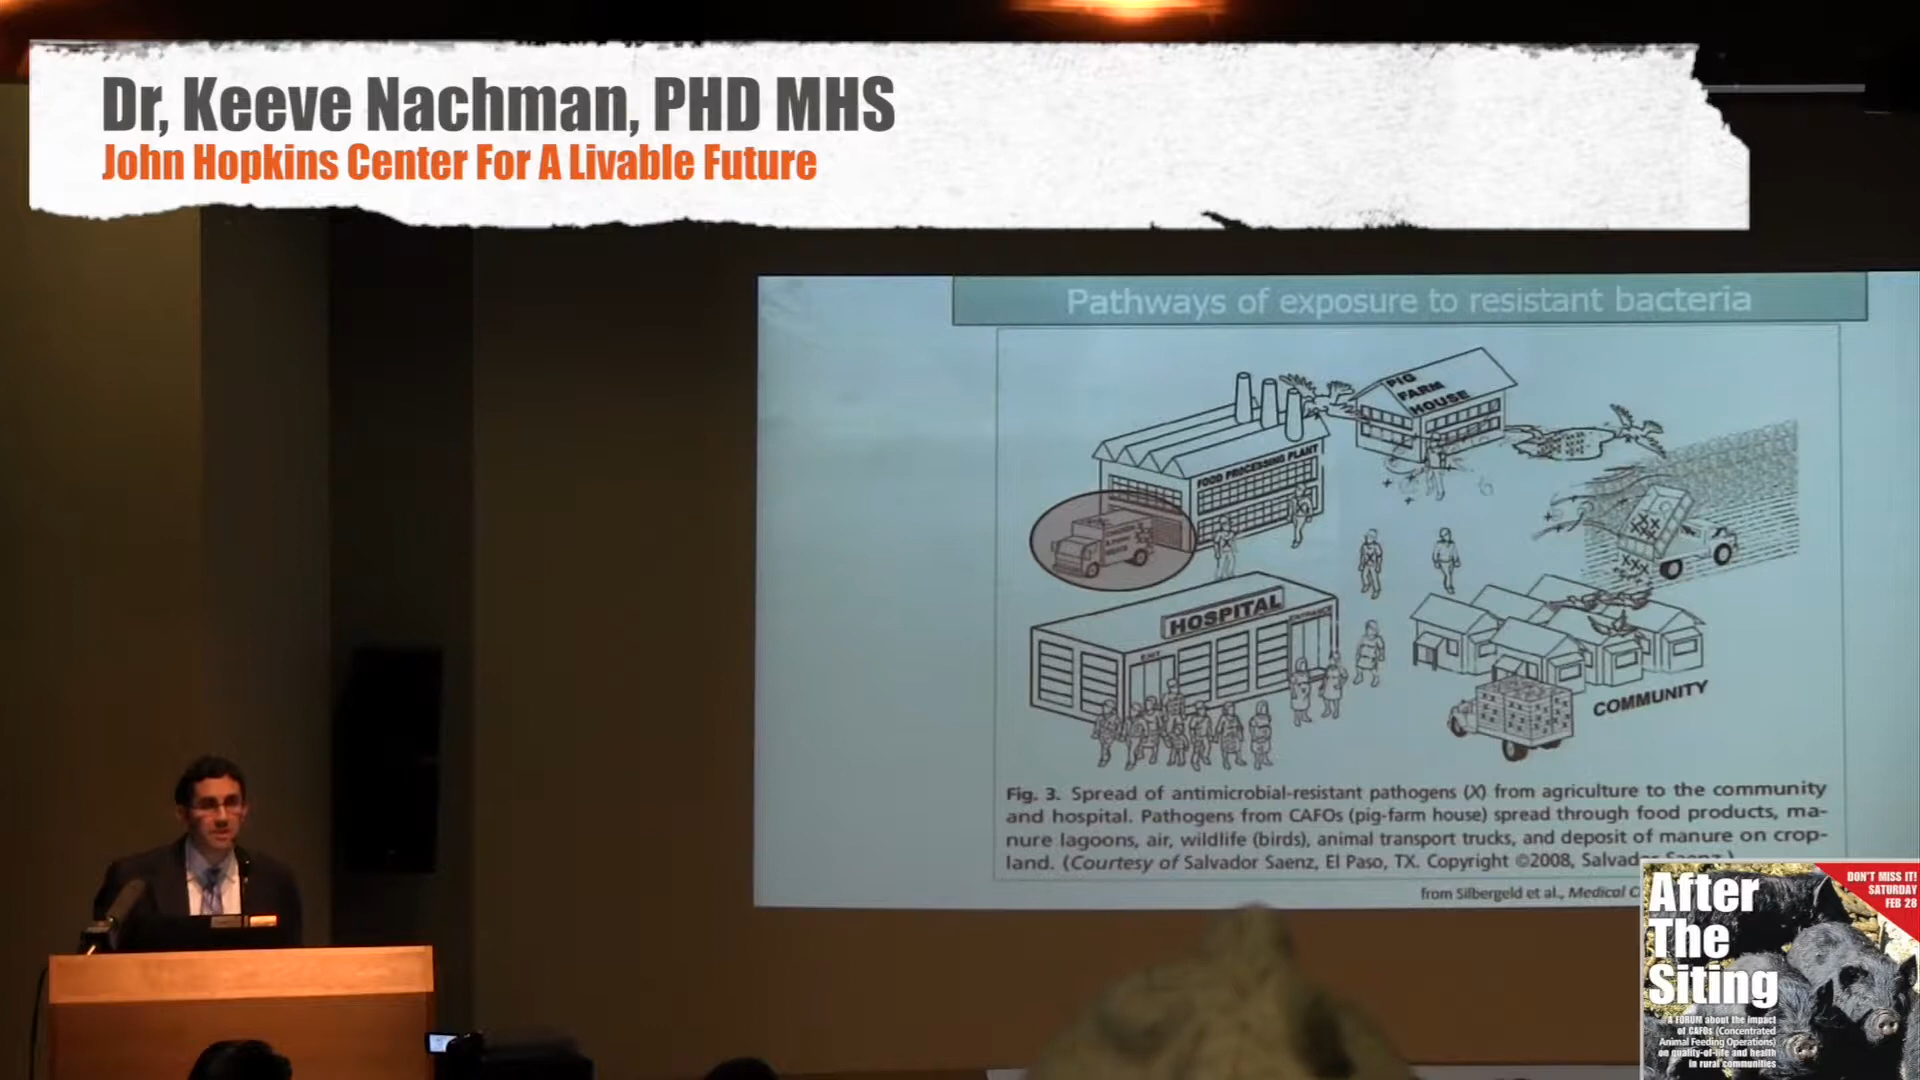 Dr, Keeve Nachman, PHD MHS
John Hopkins Center For A Livable Future
Pathways of exposure to resistant bacteria
PIG
FARM
HOUSE
FOOD PROCESSING PLANT
HOSPITAL
ENTRANCE
EXIT
COMMUNITY
Fig. 3. Spread of antimicrobial-resistant pathogens (X) from agriculture to the community
and hospital. Pathogens from CAFOs (pig-farm house) spread through food products, ma-
nure lagoons, air, wildlife (birds), animal transport trucks, and deposit of manure on crop-
land. (Courtesy of Salvador Saenz, El Paso, TX. Copyright ©2008, Salvador Saenz.)
from Silbergeld et al., Medical C
After
The
Siting
DON'T MISS IT!
SATURDAY
FEB 28
A FORUM about the impact
of CAFOs (Concentrated
Animal Feeding Operations)
on quality-of-life and health
in rural communities